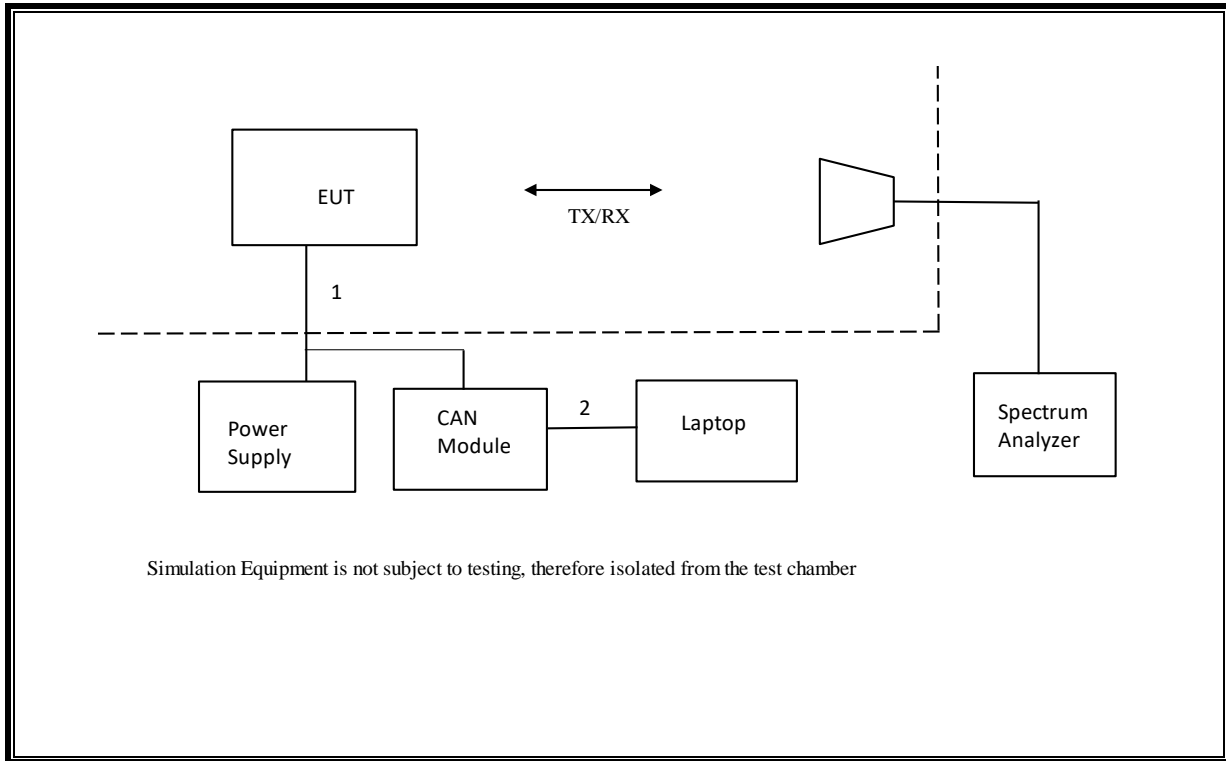 EUT
TX/RX
1
Power
Supply
CAN
Module
2
Laptop
Spectrum
Analyzer
Simulation Equipment is not subject to testing, therefore isolated from the test chamber